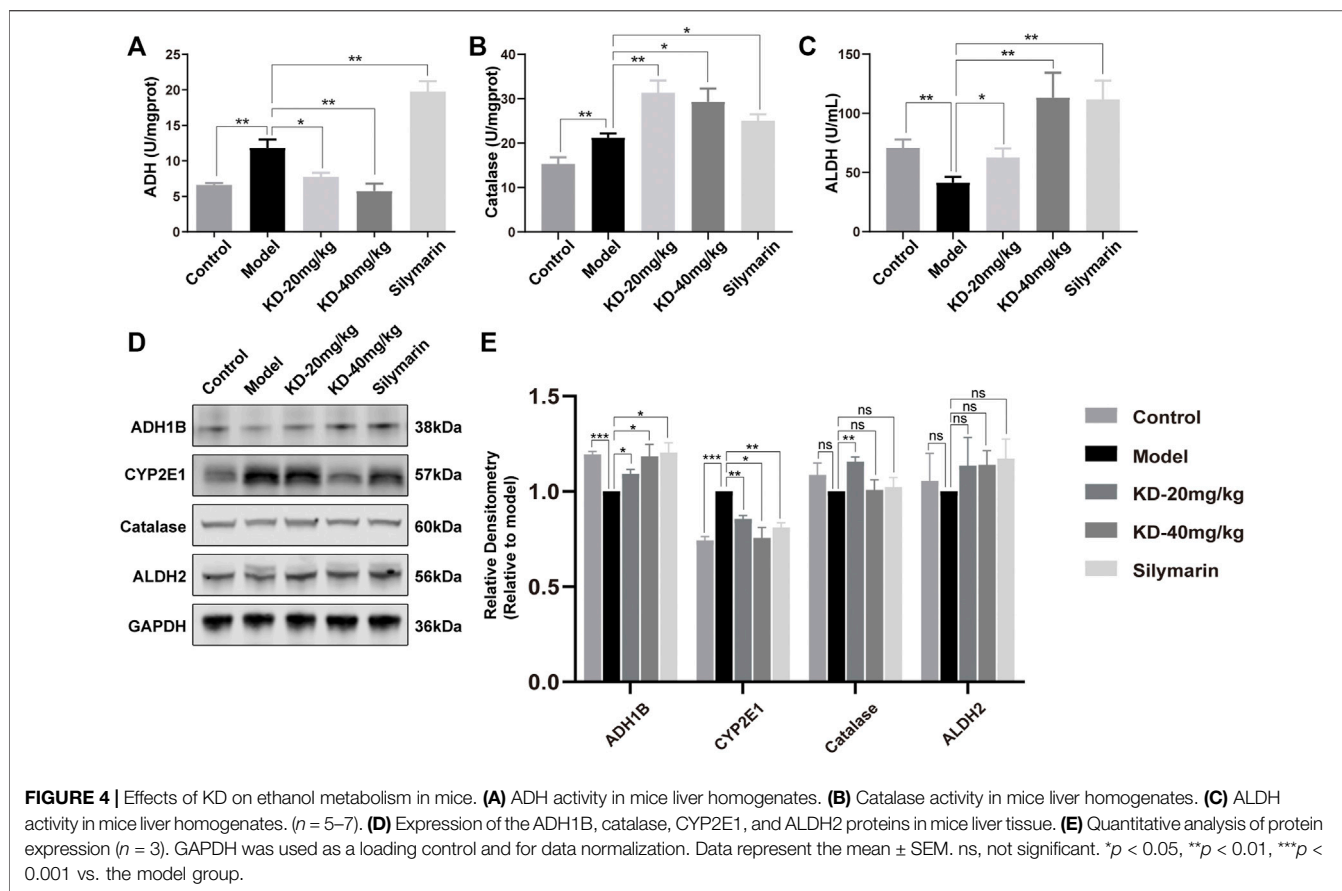 A
ADH (U/mgprot)
25
20
15
10
5
0
**
**
**
*
Control
Model
KD-20mg/kg
KD-40mg/kg
Silymarin
B
Catalase (U/mgprot)
40
30
20
10
0
*
*
**
**
Control
Model
KD-20mg/kg
KD-40mg/kg
Silymarin
C
ALDH (U/mL)
150
100
50
0
**
**
**
*
Control
Model
KD-20mg/kg
KD-40mg/kg
Silymarin
D
Control
Model
KD-20mg/kg
KD-40mg/kg
Silymarin
ADH1B 38kDa
CYP2E1 57kDa
Catalase 60kDa
ALDH2 56kDa
GAPDH 36kDa
E
Relative Densitometry
(Relative to model)
1.5
1.0
0.5
0.0
*
*
***
*
**
*
***
**
ns
ns
ns
**
ns
ns
ns
ns
ADH1B
CYP2E1
Catalase
ALDH2
Control
Model
KD-20mg/kg
KD-40mg/kg
Silymarin
FIGURE 4 | Effects of KD on ethanol metabolism in mice. (A) ADH activity in mice liver homogenates. (B) Catalase activity in mice liver homogenates. (C) ALDH
activity in mice liver homogenates. (n = 5–7). (D) Expression of the ADH1B, catalase, CYP2E1, and ALDH2 proteins in mice liver tissue. (E) Quantitative analysis of protein
expression (n = 3). GAPDH was used as a loading control and for data normalization. Data represent the mean ± SEM. ns, not significant. *p < 0.05, **p < 0.01, ***p <
0.001 vs. the model group.